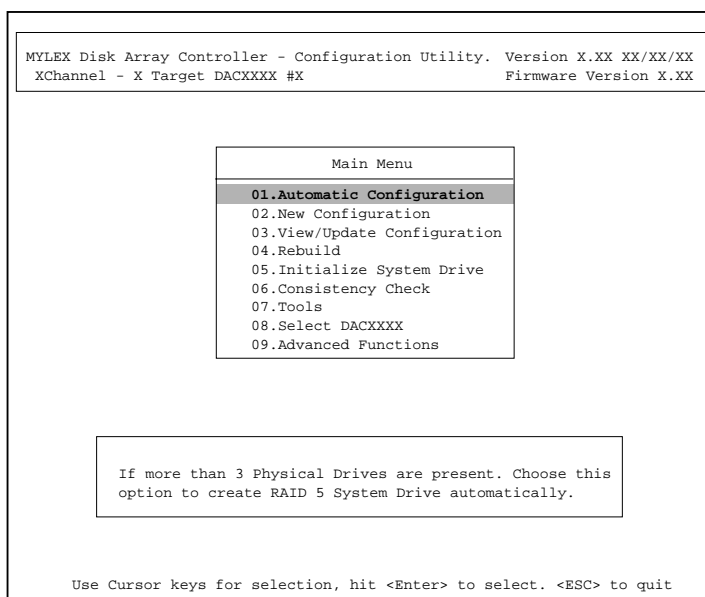 MYLEX Disk Array Controller - Configuration Utility. Version X.XX XX/XX/XX
XChannel - X Target DACXXXX #X Firmware Version X.XX
Main Menu
01.Automatic Configuration
02.New Configuration
03.View/Update Configuration
04.Rebuild
05.Initialize System Drive
06.Consistency Check
07.Tools
08.Select DACXXXX
09.Advanced Functions
If more than 3 Physical Drives are present. Choose this
option to create RAID 5 System Drive automatically.
Use Cursor keys for selection, hit <Enter> to select. <ESC> to quit